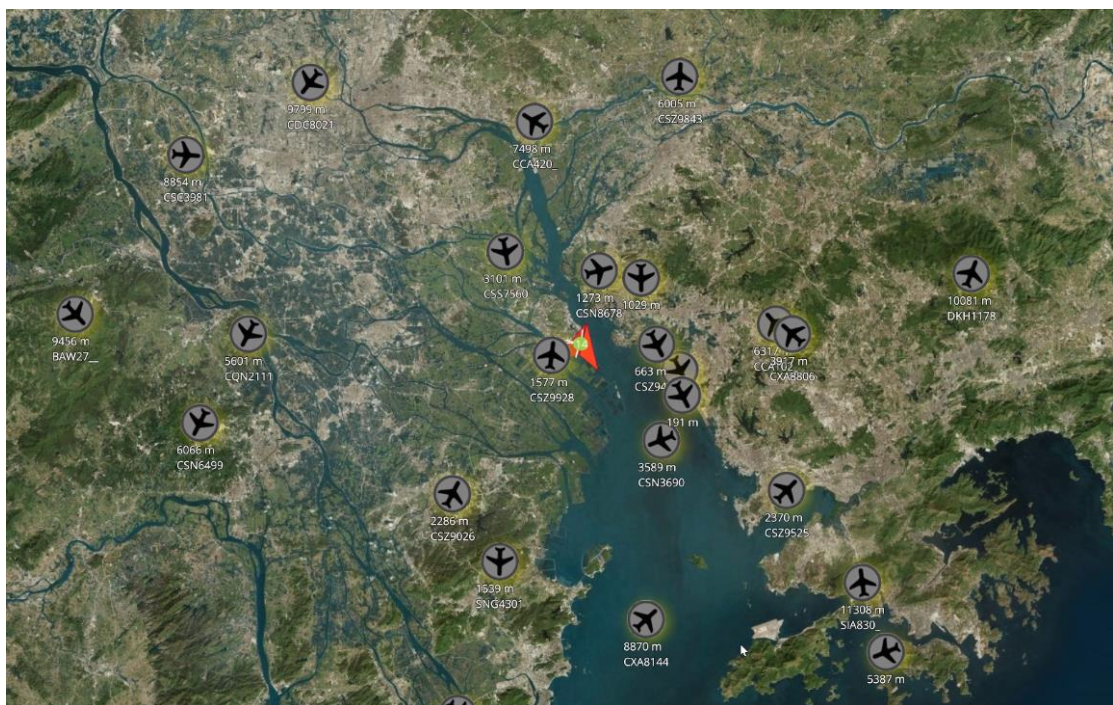 6005 m
CSZ9843
9799 m
CDC8021
7498 m
CCA420_
8854 m
CSC3981
3101 m
CSS7560
1273 m
CSN8678
1029 m
10081 m
DKH1178
9456 m
BAW27__
5601 m
CQN2111
1577 m
CSZ9928
663 m
6317
3917 m
CXA8806
191 m
6066 m
CSN6499
3589 m
CSN3690
2286 m
CSZ9026
2370 m
CSZ9525
1539 m
SNG4301
11308 m
SIA830_
8870 m
CXA8144
5387 m